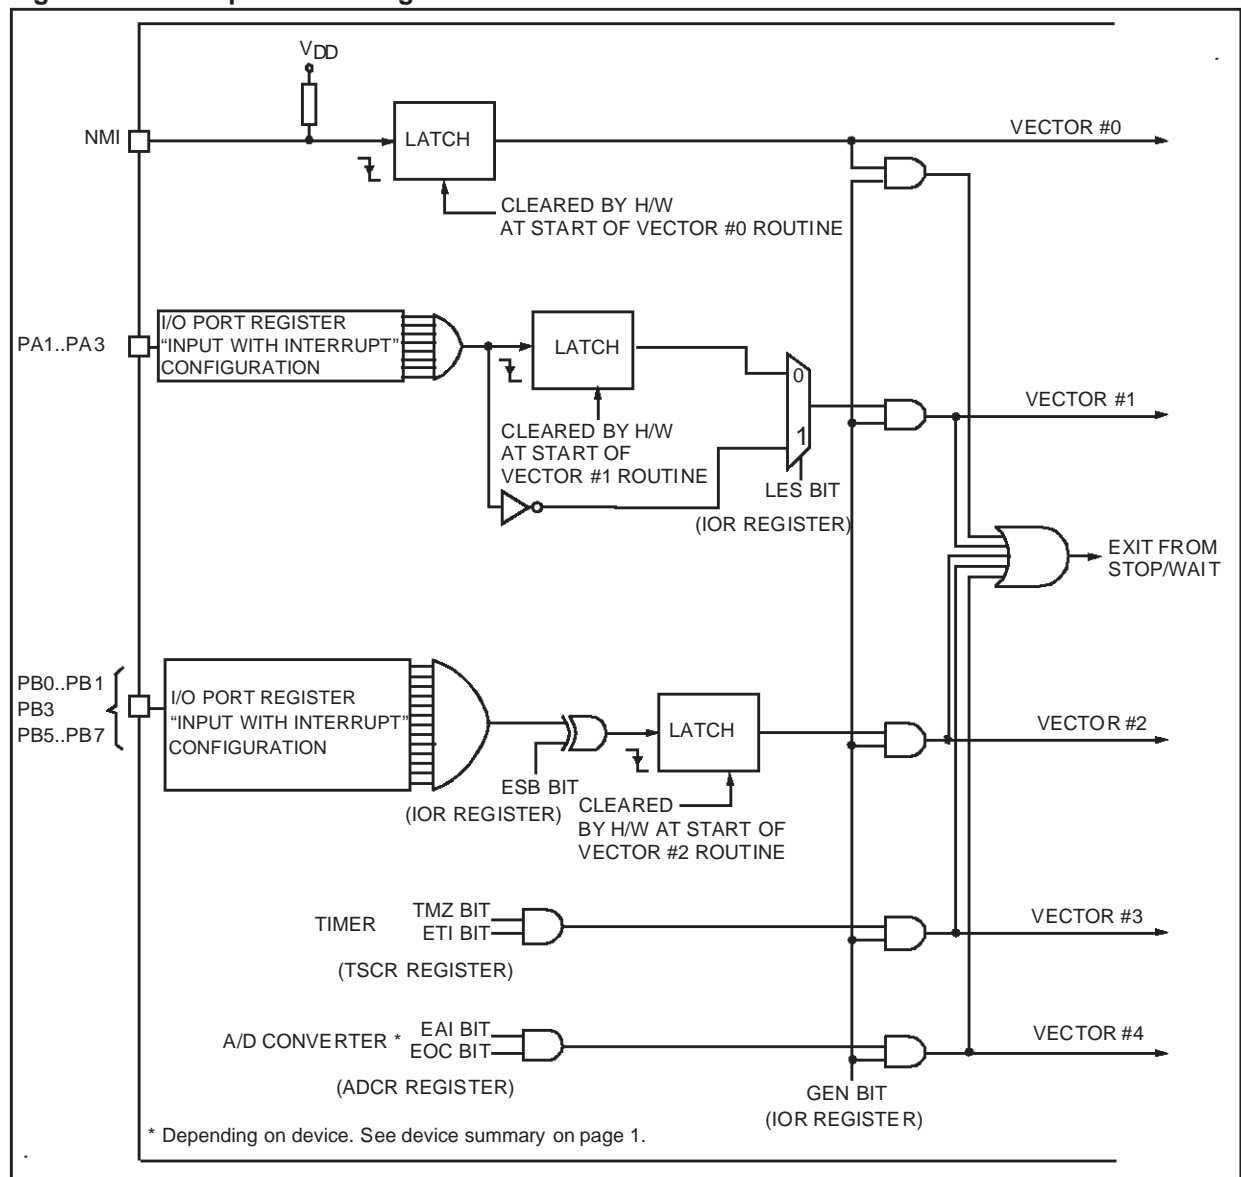 VDD
NMI
LATCH
VECTOR #0
CLEARED BY H/W
AT START OF VECTOR #0 ROUTINE
PA1..PA3
I/O PORT REGISTER
“INPUT WITH INTERRUPT”
CONFIGURATION
LATCH
0
1
VECTOR #1
CLEARED BY H/W
AT START OF
VECTOR #1 ROUTINE
LES BIT
(IOR REGISTER)
EXIT FROM
STOP/WAIT
PB0..PB1
PB3
PB5..PB7
I/O PORT REGISTER
“INPUT WITH INTERRUPT”
CONFIGURATION
LATCH
VECTOR #2
ESB BIT
(IOR REGISTER)
CLEARED
BY H/W AT START OF
VECTOR #2 ROUTINE
TIMER
TMZ BIT
ETI BIT
(TSCR REGISTER)
VECTOR #3
A/D CONVERTER *
EAI BIT
EOC BIT
(ADCR REGISTER)
VECTOR #4
GEN BIT
(IOR REGISTER)
* Depending on device. See device summary on page 1.